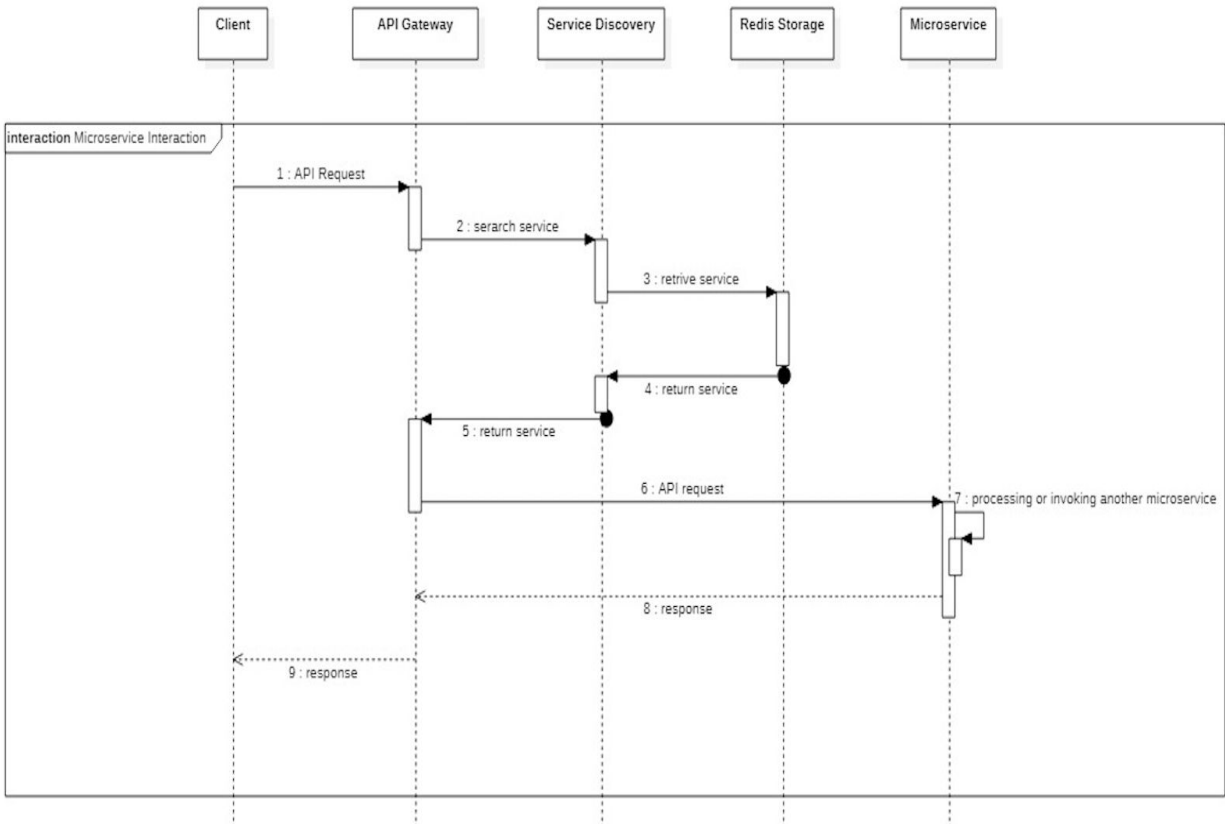 Client
API Gateway
Service Discovery
Redis Storage
Microservice
interaction Microservice Interaction
1 : API Request
2 : serarch service
3 : retrive service
4 : return service
5 : return service
6 : API request
7 : processing or invoking another microservice
8 : response
9 : response